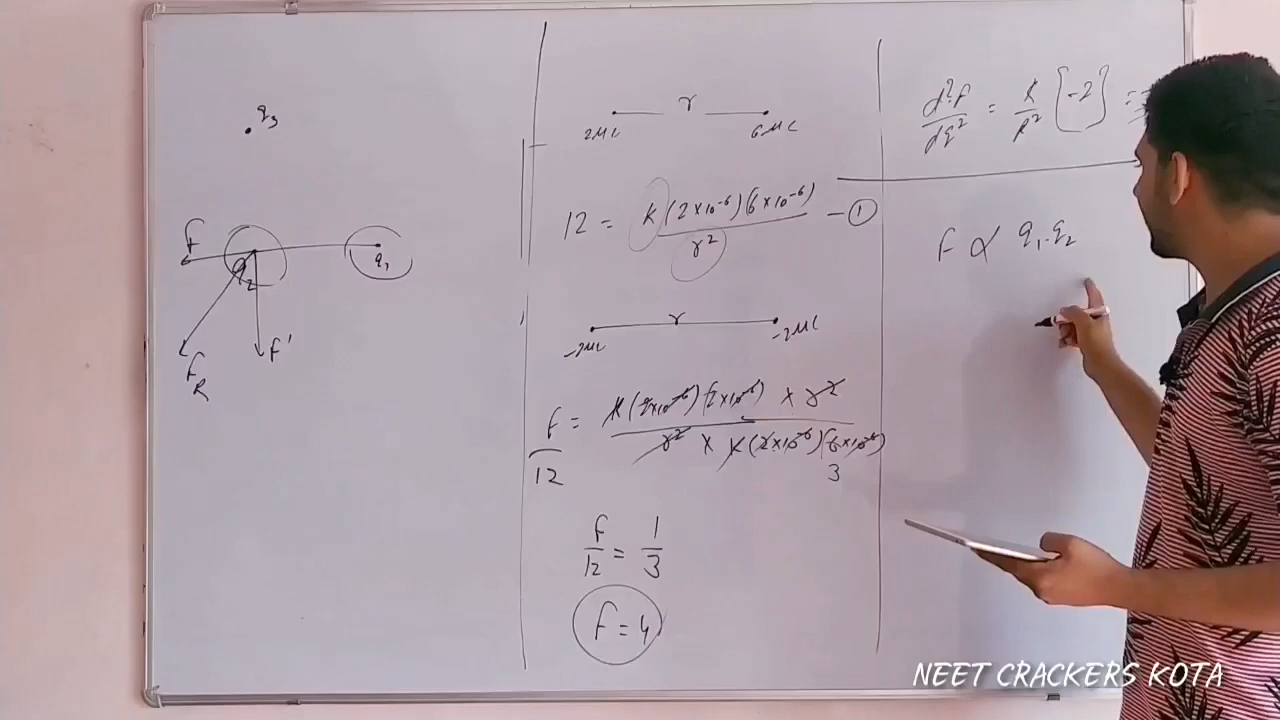 q₃
F
q₂
q₁
F'
F_R
r
2μC 6μC
12 = k(2×10⁻⁶)(6×10⁻⁶) / r² - ①
r
-2μC -2μC
F/12 = k(2×10⁻⁶)(2×10⁻⁶) × r² / r² × k(2×10⁻⁶)(6×10⁻⁶)
3
F/12 = 1/3
F = 4
d²F/dq² = k/R² [-2] =
F ∝ q₁.q₂
NEET CRACKERS KOTA